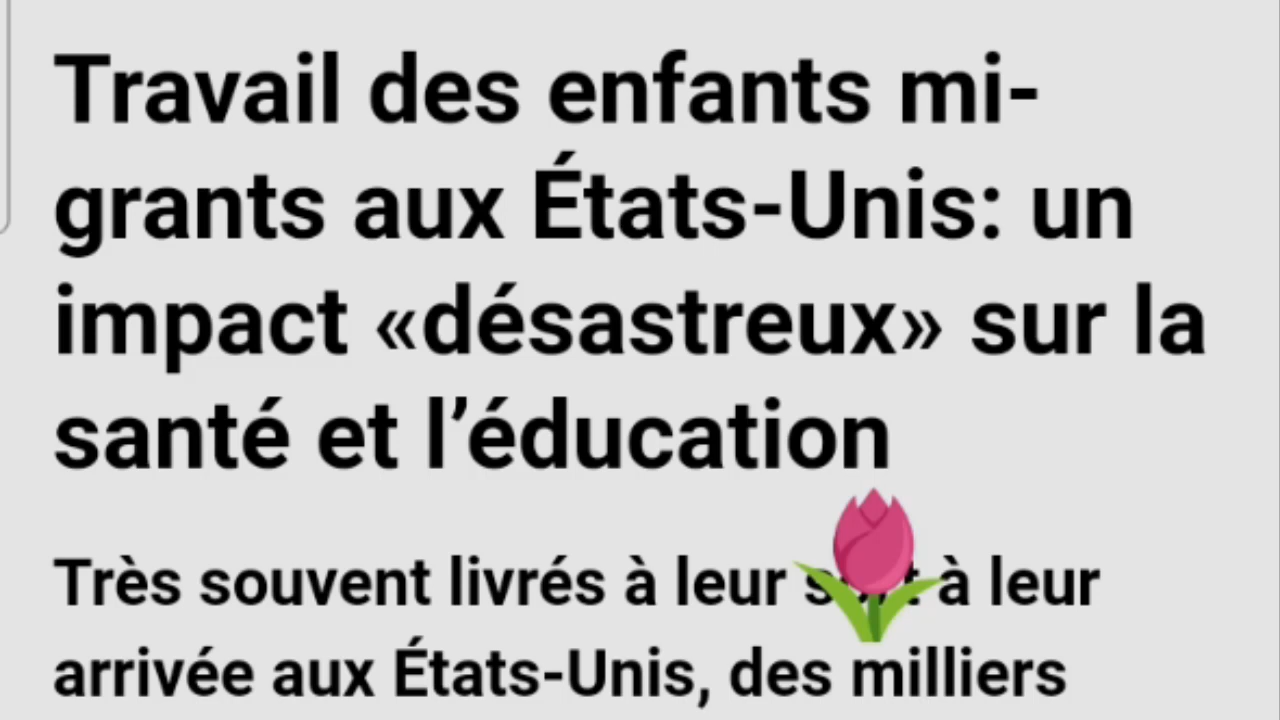 Travail des enfants mi-
grants aux États-Unis: un
impact «désastreux» sur la
santé et l’éducation
Très souvent livrés à leur à leur
arrivée aux États-Unis, des milliers